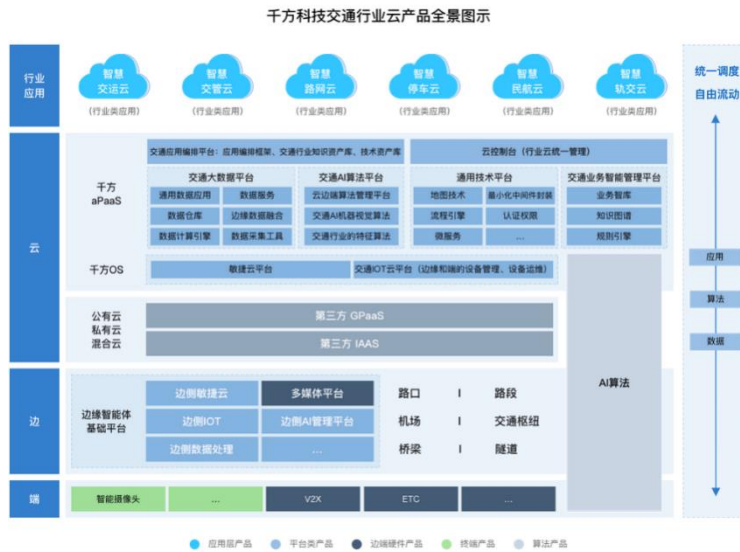 千方科技交通行业云产品全景图示
行业
应用
智慧
交运云
(行业类应用)
智慧
交管云
(行业类应用)
智慧
路网云
(行业类应用)
智慧
停车云
(行业类应用)
智慧
民航云
(行业类应用)
智慧
轨交云
(行业类应用)
统一调度
自由流动
应用
算法
数据
云
千方
aPaaS
交通应用编排平台：应用编排框架、交通行业知识资产库、技术资产库
云控制台（行业云统一管理）
交通大数据平台
通用数据应用
数据服务
数据仓库
边缘数据融合
数据计算引擎
数据采集工具
交通AI算法平台
云边端算法管理平台
交通AI机器视觉算法
交通行业的特征算法
通用技术平台
地图技术
最小化中间件封装
流程引擎
认证权限
微服务
...
交通业务智能管理平台
业务智库
知识图谱
规则引擎
千方OS
敏捷云平台
交通IOT云平台（边缘和端的设备管理、设备运维）
公有云
私有云
混合云
第三方 GPaaS
第三方 IAAS
AI算法
边
边缘智能体
基础平台
边侧敏捷云
多媒体平台
边侧IOT
边侧AI管理平台
边侧数据处理
...
路口 I 路段
机场 I 交通枢纽
桥梁 I 隧道
端
智能摄像头
...
V2X
ETC
...
应用层产品
平台类产品
边端硬件产品
终端产品
算法产品